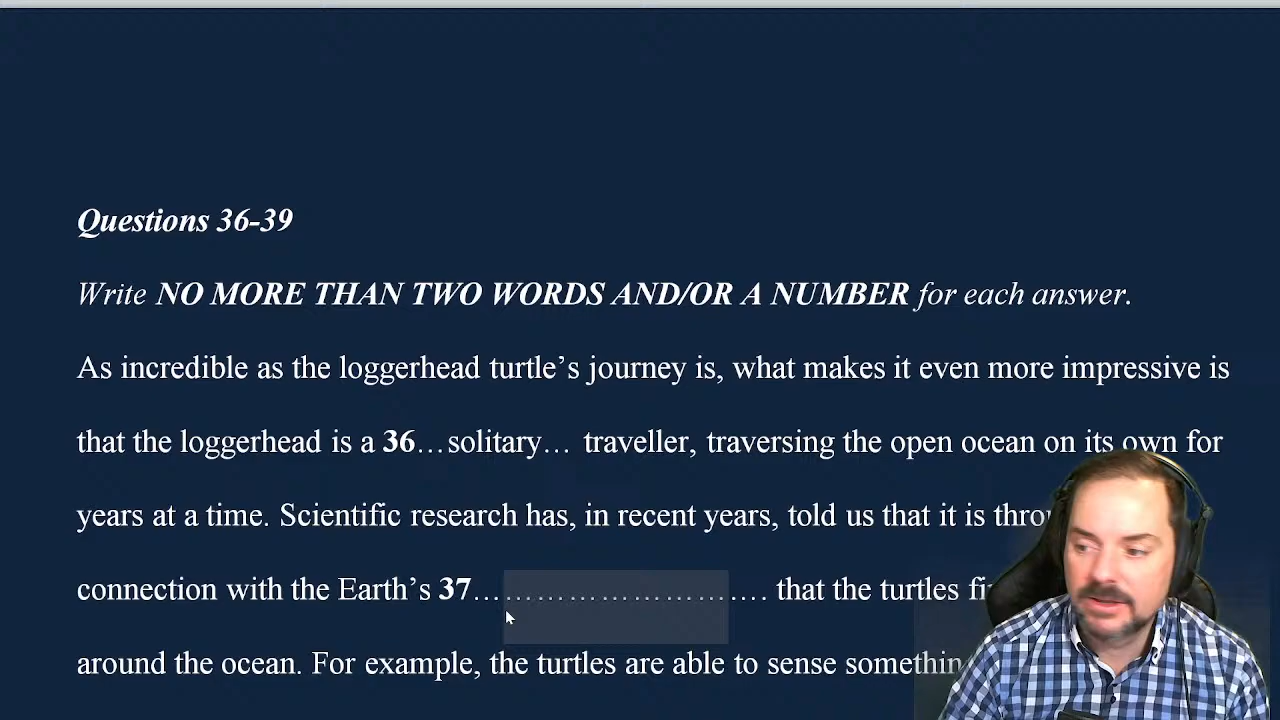 Questions 36-39
Write NO MORE THAN TWO WORDS AND/OR A NUMBER for each answer.
As incredible as the loggerhead turtle’s journey is, what makes it even more impressive is
that the loggerhead is a 36…solitary… traveller, traversing the open ocean on its own for
years at a time. Scientific research has, in recent years, told us that it is
connection with the Earth’s 37……………………………. that the turtles
around the ocean. For example, the turtles are able to sense